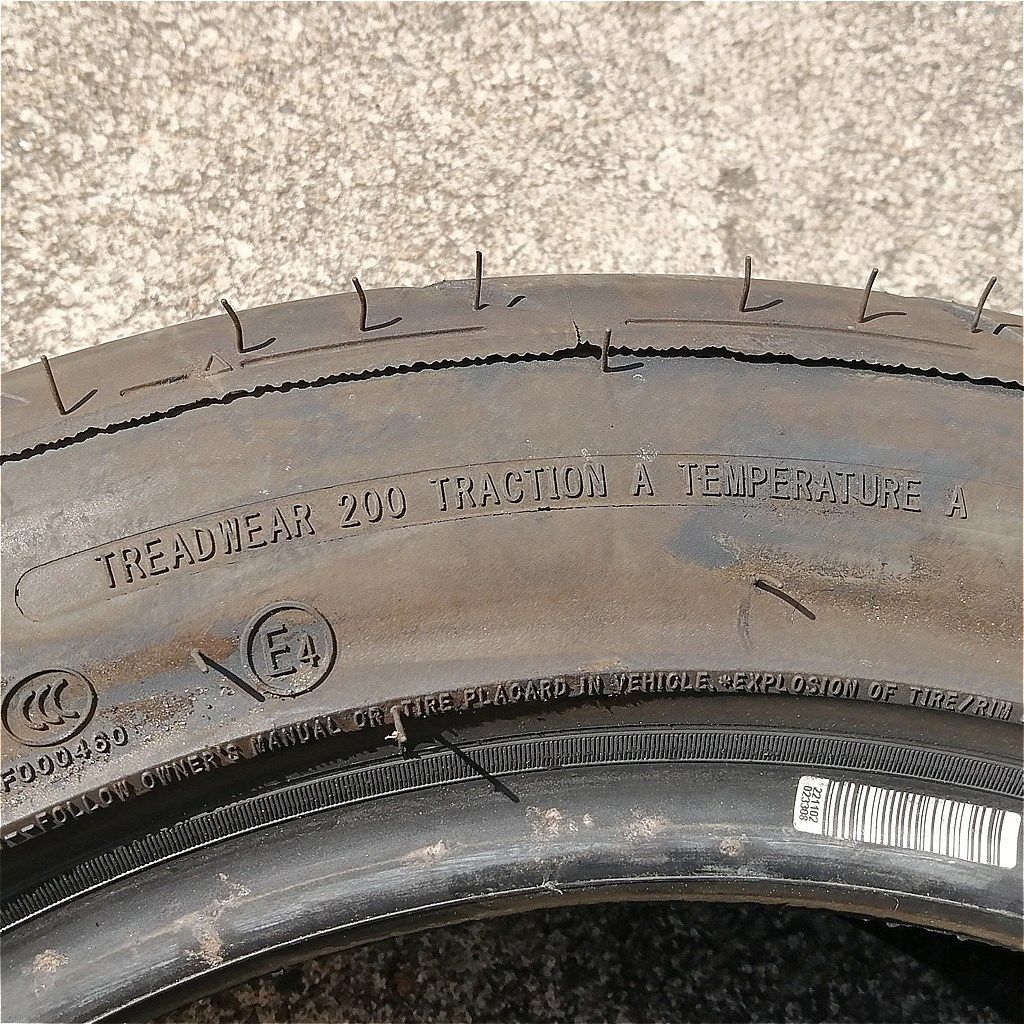 TREADWEAR 200 TRACTION A TEMPERATURE A
E4
CCC
F000460
FOLLOW OWNER'S MANUAL OR TIRE PLACARD IN VEHICLE *EXPLOSION OF TIRE/RIM
221102
023308